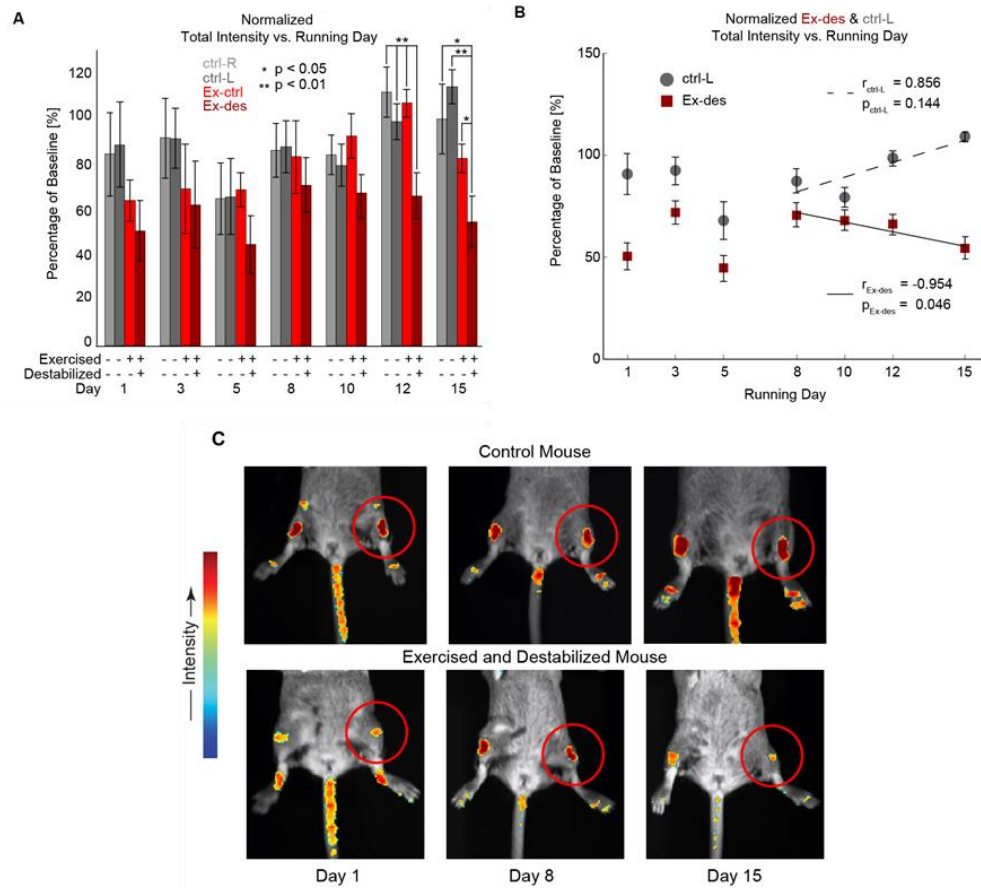 A
Normalized
Total Intensity vs. Running Day
ctrl-R
ctrl-L
Ex-ctrl
Ex-des
* p < 0.05
** p < 0.01
**
*
**
*
Percentage of Baseline [%]
120
100
80
60
40
20
0
Exercised - - + + - - + + - - + + - - + + - - + + - - + + - - + +
Destabilized - - - + - - - + - - - + - - - + - - - + - - - + - - - +
Day 1 3 5 8 10 12 15
B
Normalized Ex-des & ctrl-L
Total Intensity vs. Running Day
ctrl-L
Ex-des
r ctrl-L = 0.856
p ctrl-L = 0.144
r Ex-des = -0.954
p Ex-des = 0.046
Percentage of Baseline [%]
150
100
50
0
1 3 5 8 10 12 15
Running Day
C
Control Mouse
Intensity
Exercised and Destabilized Mouse
Day 1 Day 8 Day 15